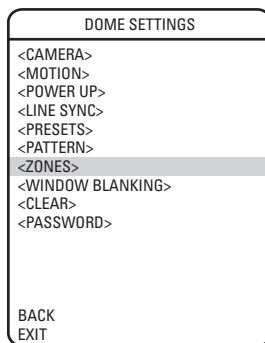 DOME SETTINGS
<CAMERA>
<MOTION>
<POWER UP>
<LINE SYNC>
<PRESETS>
<PATTERN>
<ZONES>
<WINDOW BLANKING>
<CLEAR>
<PASSWORD>
BACK
EXIT